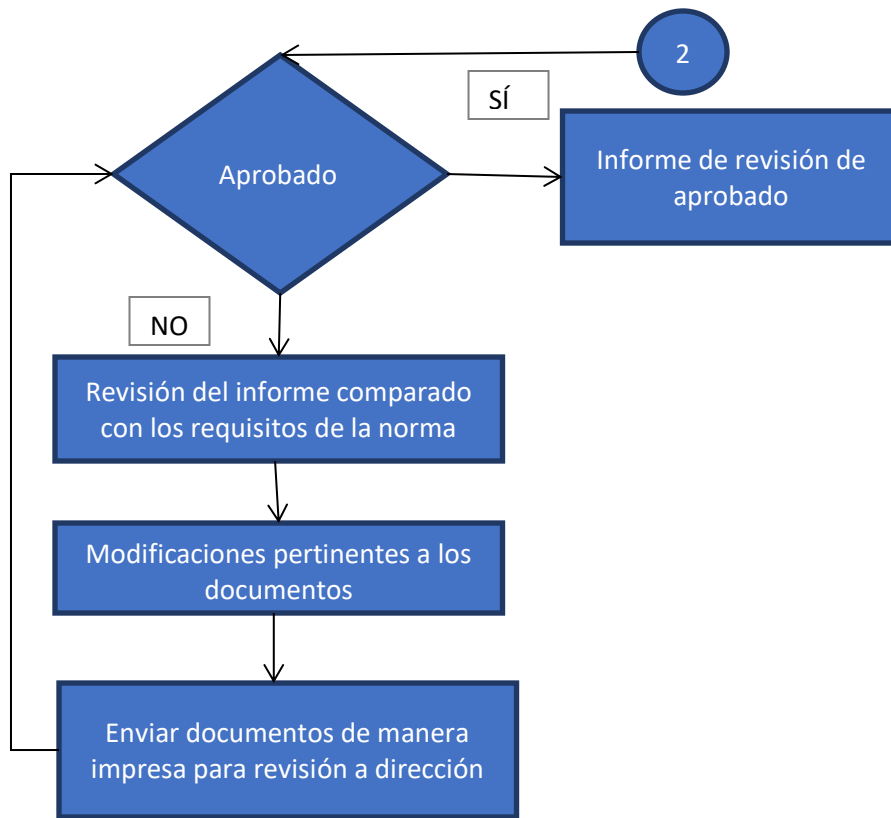 2
SÍ
Aprobado
Informe de revisión de
aprobado
NO
Revisión del informe comparado
con los requisitos de la norma
Modificaciones pertinentes a los
documentos
Enviar documentos de manera
impresa para revisión a dirección